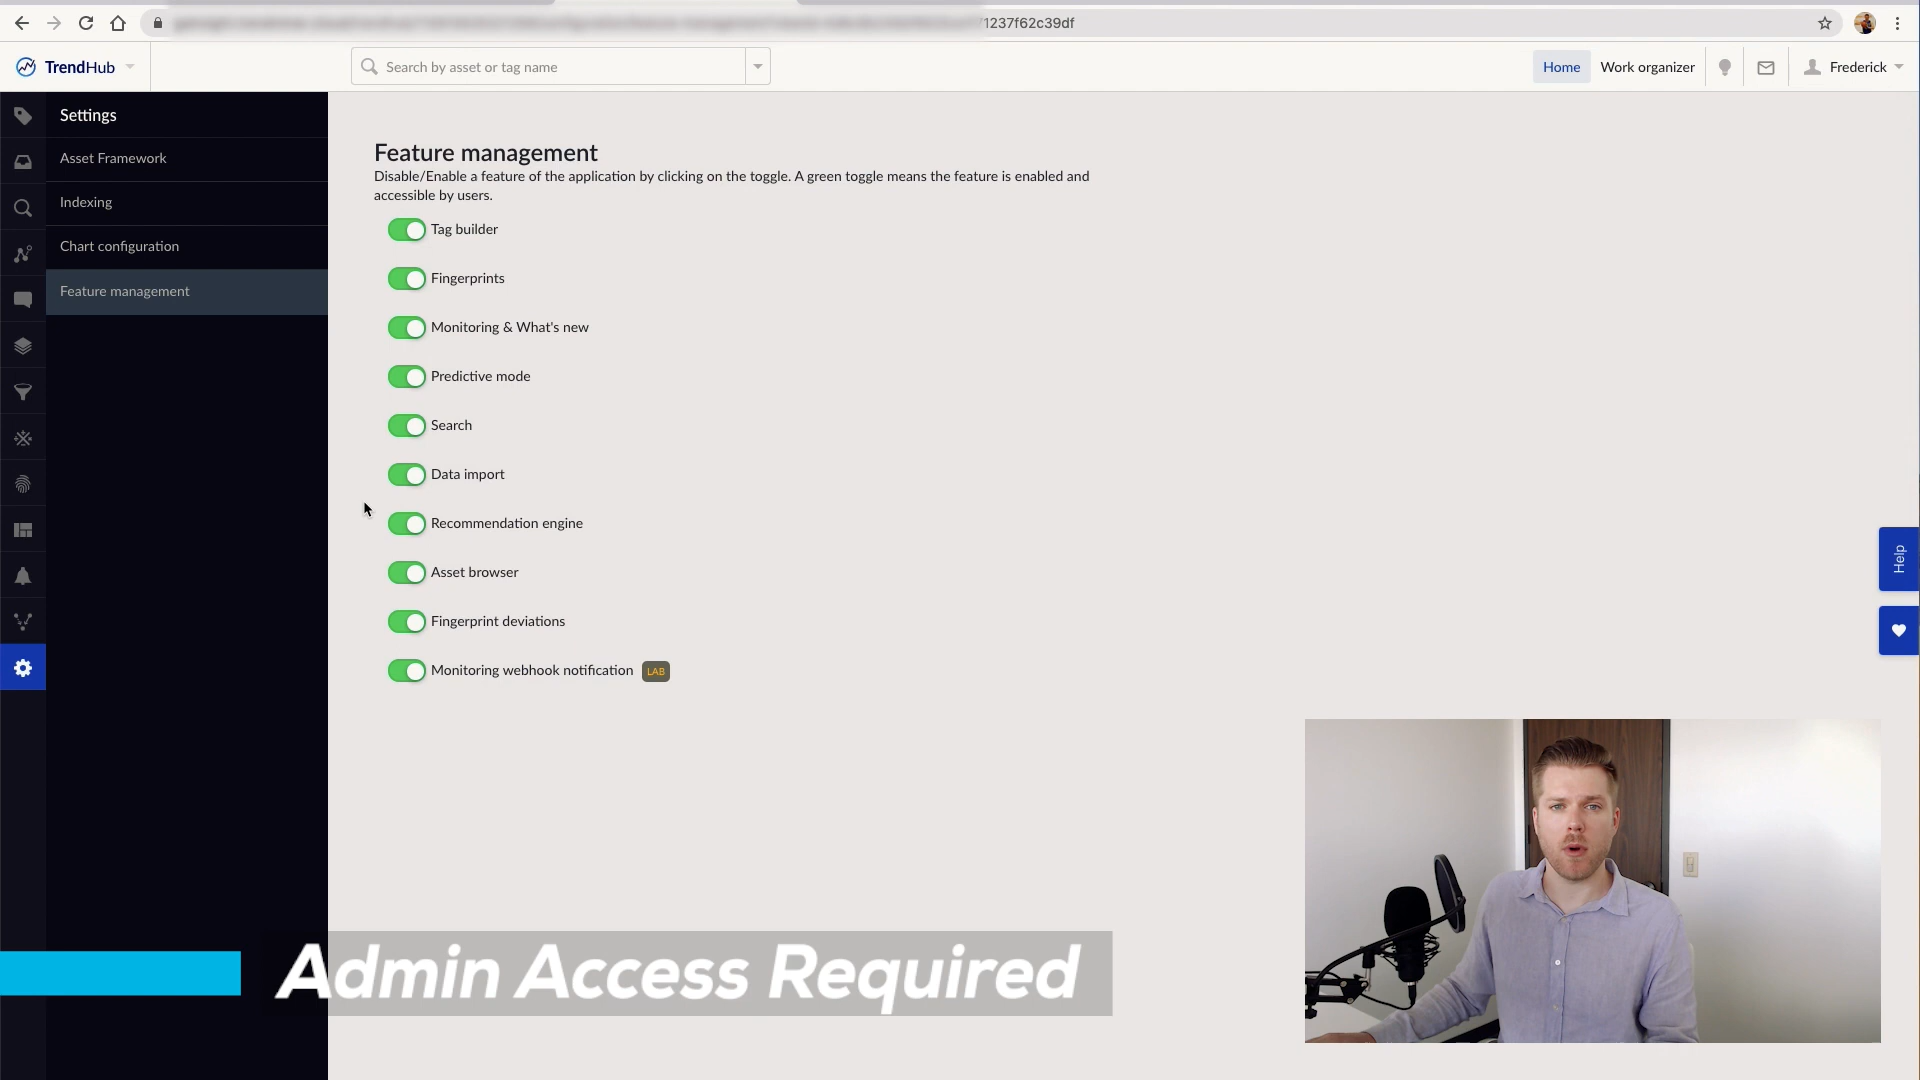 1237f62c39df
TrendHub
Search by asset or tag name
Home
Work organizer
Frederick
Settings
Asset Framework
Indexing
Chart configuration
Feature management
Feature management
Disable/Enable a feature of the application by clicking on the toggle. A green toggle means the feature is enabled and
accessible by users.
Tag builder
Fingerprints
Monitoring & What's new
Predictive mode
Search
Data import
Recommendation engine
Asset browser
Fingerprint deviations
Monitoring webhook notification LAB
Help
Admin Access Required